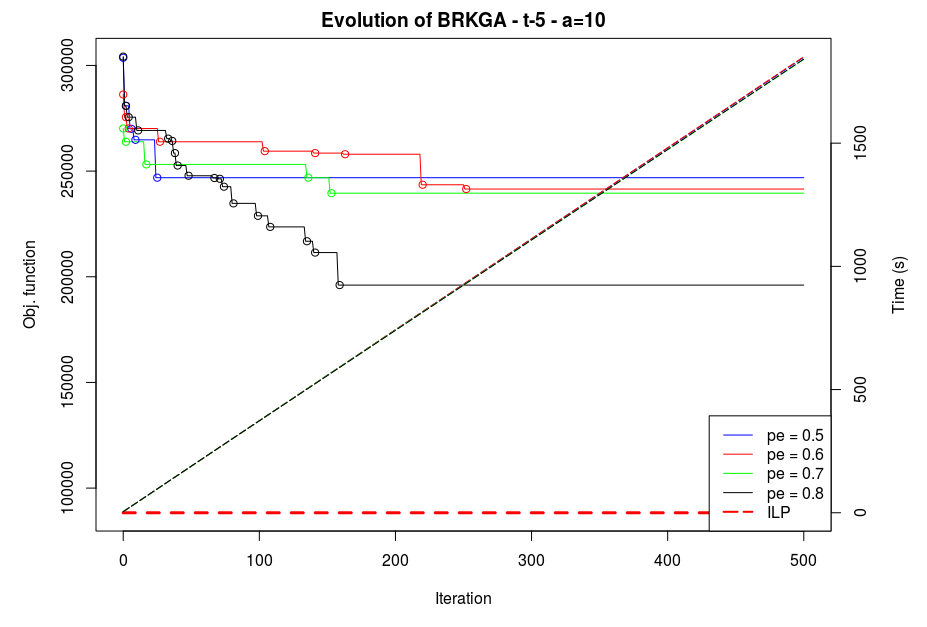 Evolution of BRKGA - t-5 - a=10
Obj. function
300000
250000
200000
150000
100000
Time (s)
1500
1000
500
0
pe = 0.5
pe = 0.6
pe = 0.7
pe = 0.8
ILP
0 100 200 300 400 500
Iteration